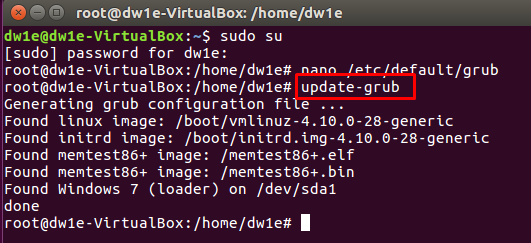 root@dw1e-VirtualBox: /home/dw1e
dw1e@dw1e-VirtualBox:~$ sudo su
[sudo] password for dw1e:
root@dw1e-VirtualBox:/home/dw1e# nano /etc/default/grub
root@dw1e-VirtualBox:/home/dw1e# update-grub
Generating grub configuration file ...
Found linux image: /boot/vmlinuz-4.10.0-28-generic
Found initrd image: /boot/initrd.img-4.10.0-28-generic
Found memtest86+ image: /memtest86+.elf
Found memtest86+ image: /memtest86+.bin
Found Windows 7 (loader) on /dev/sda1
done
root@dw1e-VirtualBox:/home/dw1e#